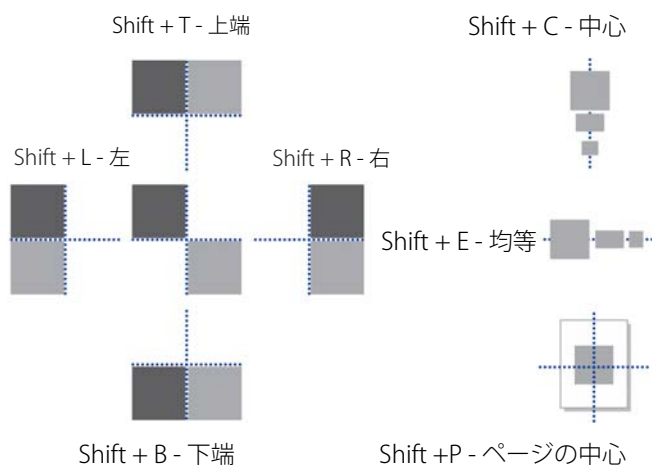 Shift + T - 上端
Shift + C - 中心
Shift + L - 左
Shift + R - 右
Shift + E - 均等
Shift + B - 下端
Shift +P - ページの中心